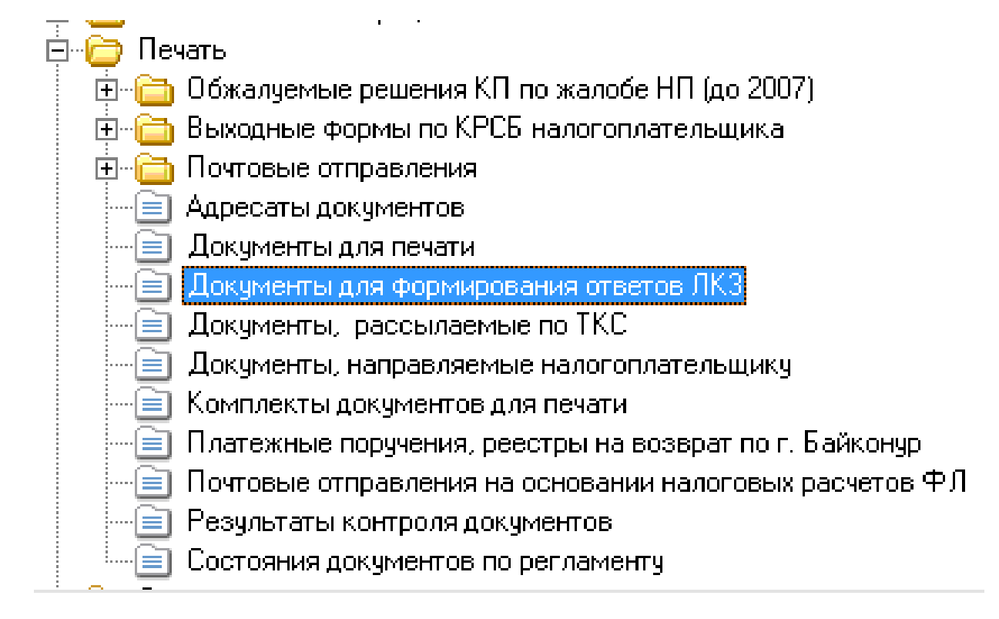 Печать
Обжалуемые решения КП по жалобе НП (до 2007)
Выходные формы по КРСБ налогоплательщика
Почтовые отправления
Адресаты документов
Документы для печати
Документы для формирования ответов ЛКЗ
Документы, рассылаемые по ТКС
Документы, направляемые налогоплательщику
Комплекты документов для печати
Платежные поручения, реестры на возврат по г. Байконур
Почтовые отправления на основании налоговых расчетов ФЛ
Результаты контроля документов
Состояния документов по регламенту